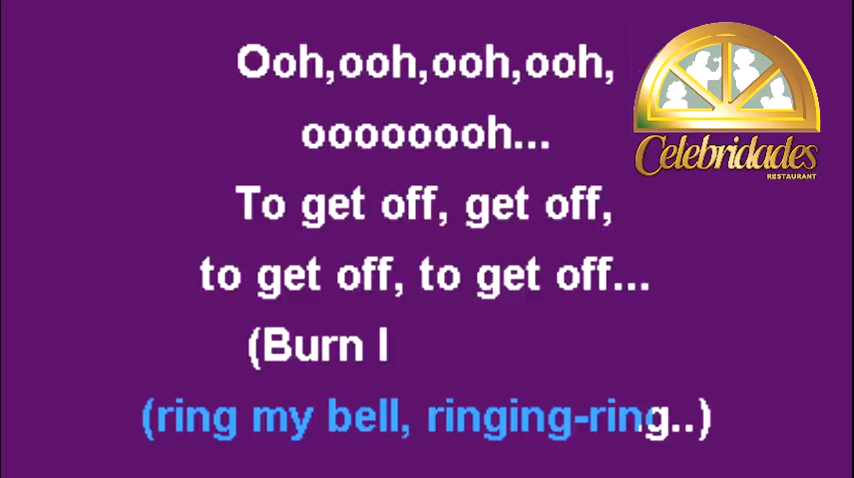 Ooh,ooh,ooh,ooh,
ooooooooh...
To get off, get off,
to get off, to get off...
(Burn I
(ring my bell, ringing-ring..)
Celebridades
RESTAURANT